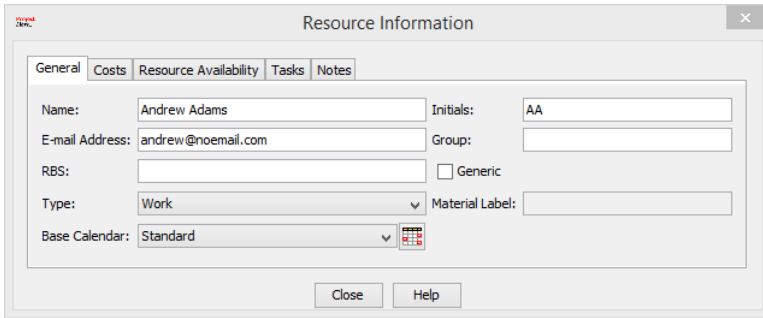 Resource Information
General Costs Resource Availability Tasks Notes
Name: Andrew Adams Initials: AA
E-mail Address: andrew@noemail.com Group:
RBS: Generic
Type: Work Material Label:
Base Calendar: Standard
Close Help